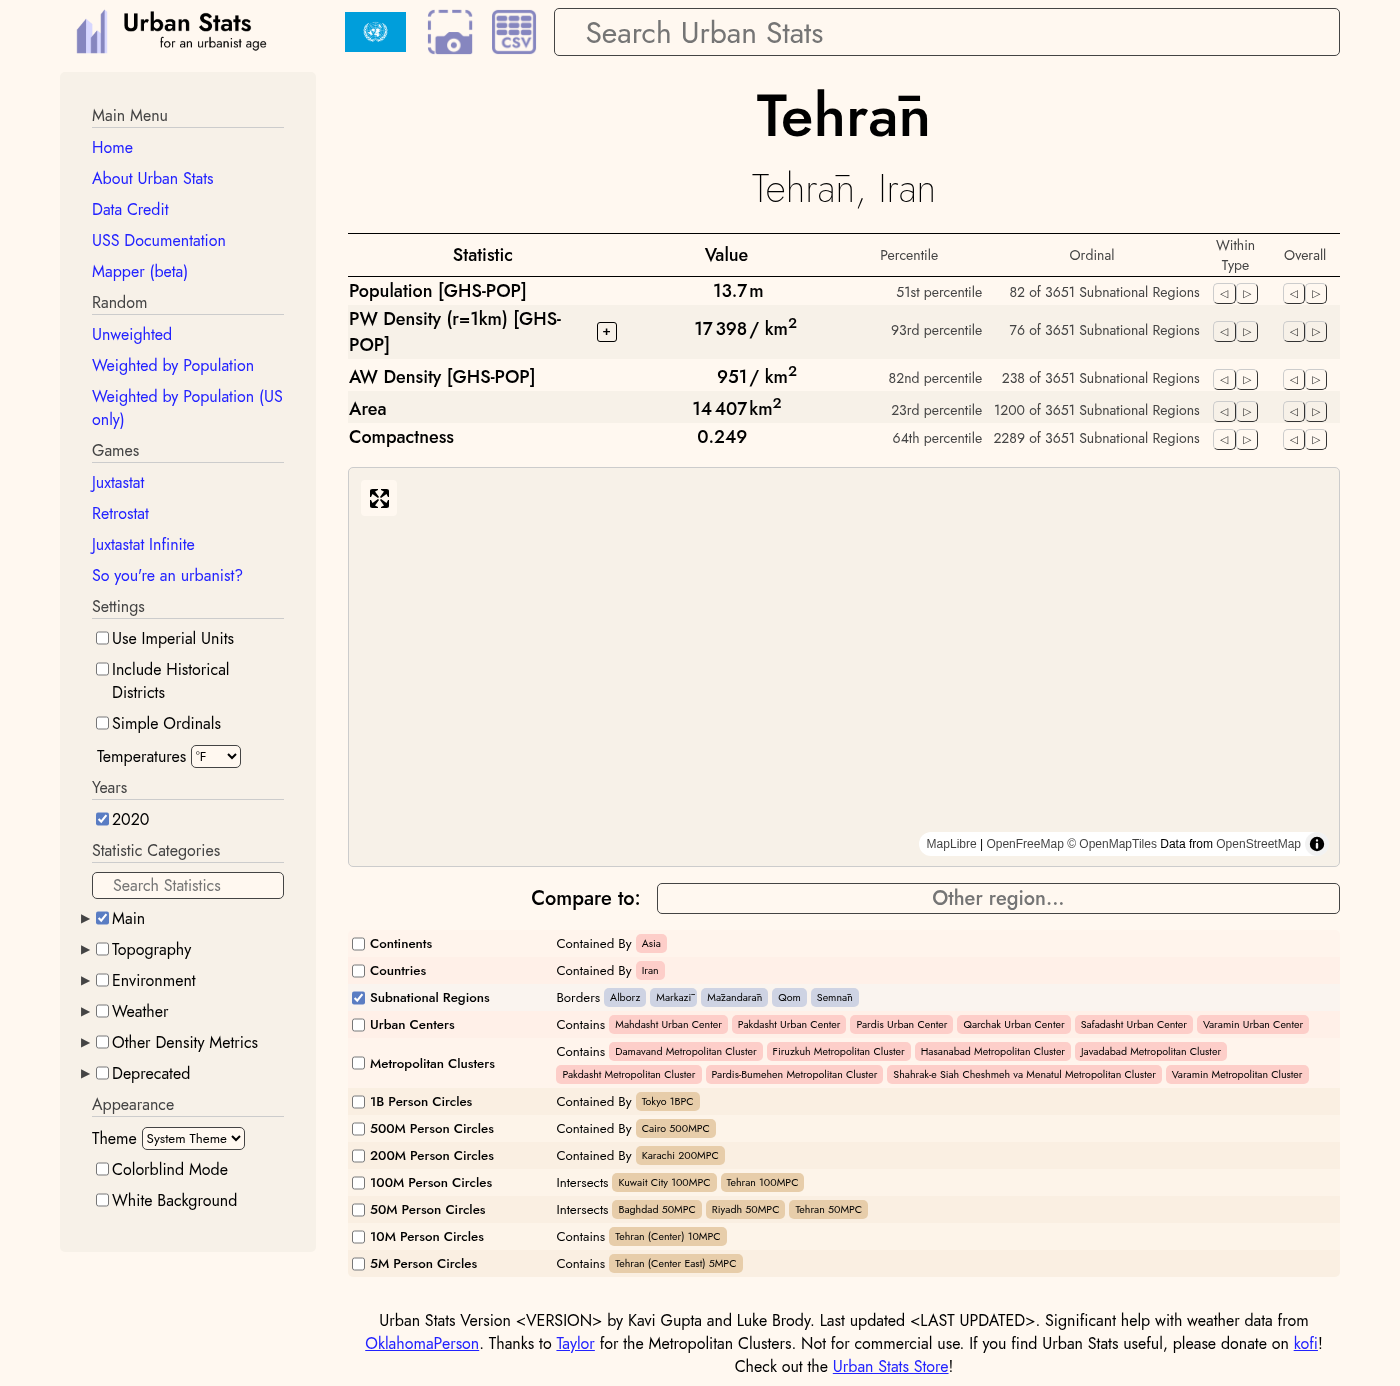 Urban Stats
for an urbanist age
CSV
Search Urban Stats
Main Menu
Home
About Urban Stats
Data Credit
USS Documentation
Mapper (beta)
Random
Unweighted
Weighted by Population
Weighted by Population (US
only)
Games
Juxtastat
Retrostat
Juxtastat Infinite
So you're an urbanist?
Settings
Use Imperial Units
Include Historical
Districts
Simple Ordinals
Temperatures °F
Years
2020
Statistic Categories
Search Statistics
Main
Topography
Environment
Weather
Other Density Metrics
Deprecated
Appearance
Theme System Theme
Colorblind Mode
White Background
Tehran̄
Tehran̄, Iran
Statistic Value Percentile Ordinal Within Type Overall
Population [GHS-POP] 13.7 m 51st percentile 82 of 3651 Subnational Regions
PW Density (r=1km) [GHS-
POP] + 17 398 / km² 93rd percentile 76 of 3651 Subnational Regions
AW Density [GHS-POP] 951 / km² 82nd percentile 238 of 3651 Subnational Regions
Area 14 407 km² 23rd percentile 1200 of 3651 Subnational Regions
Compactness 0.249 64th percentile 2289 of 3651 Subnational Regions
MapLibre | OpenFreeMap © OpenMapTiles Data from OpenStreetMap
Compare to: Other region...
Continents Contained By Asia
Countries Contained By Iran
Subnational Regions Borders Alborz Markazī Māzandarān Qom Semnān
Urban Centers Contains Mahdasht Urban Center Pakdasht Urban Center Pardis Urban Center Qarchak Urban Center Safadasht Urban Center Varamin Urban Center
Metropolitan Clusters Contains Damavand Metropolitan Cluster Firuzkuh Metropolitan Cluster Hasanabad Metropolitan Cluster Javadabad Metropolitan Cluster
Pakdasht Metropolitan Cluster Pardis-Bumehen Metropolitan Cluster Shahrak-e Siah Cheshmeh va Menatul Metropolitan Cluster Varamin Metropolitan Cluster
1B Person Circles Contained By Tokyo 1BPC
500M Person Circles Contained By Cairo 500MPC
200M Person Circles Contained By Karachi 200MPC
100M Person Circles Intersects Kuwait City 100MPC Tehran 100MPC
50M Person Circles Intersects Baghdad 50MPC Riyadh 50MPC Tehran 50MPC
10M Person Circles Contains Tehran (Center) 10MPC
5M Person Circles Contains Tehran (Center East) 5MPC
Urban Stats Version <VERSION> by Kavi Gupta and Luke Brody. Last updated <LAST UPDATED>. Significant help with weather data from
OklahomaPerson. Thanks to Taylor for the Metropolitan Clusters. Not for commercial use. If you find Urban Stats useful, please donate on kofi!
Check out the Urban Stats Store!